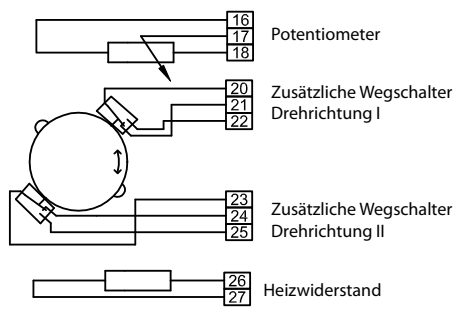 16
17 Potentiometer
18
20 Zusätzliche Wegschalter
21 Drehrichtung I
22
23 Zusätzliche Wegschalter
24 Drehrichtung II
25
26 Heizwiderstand
27